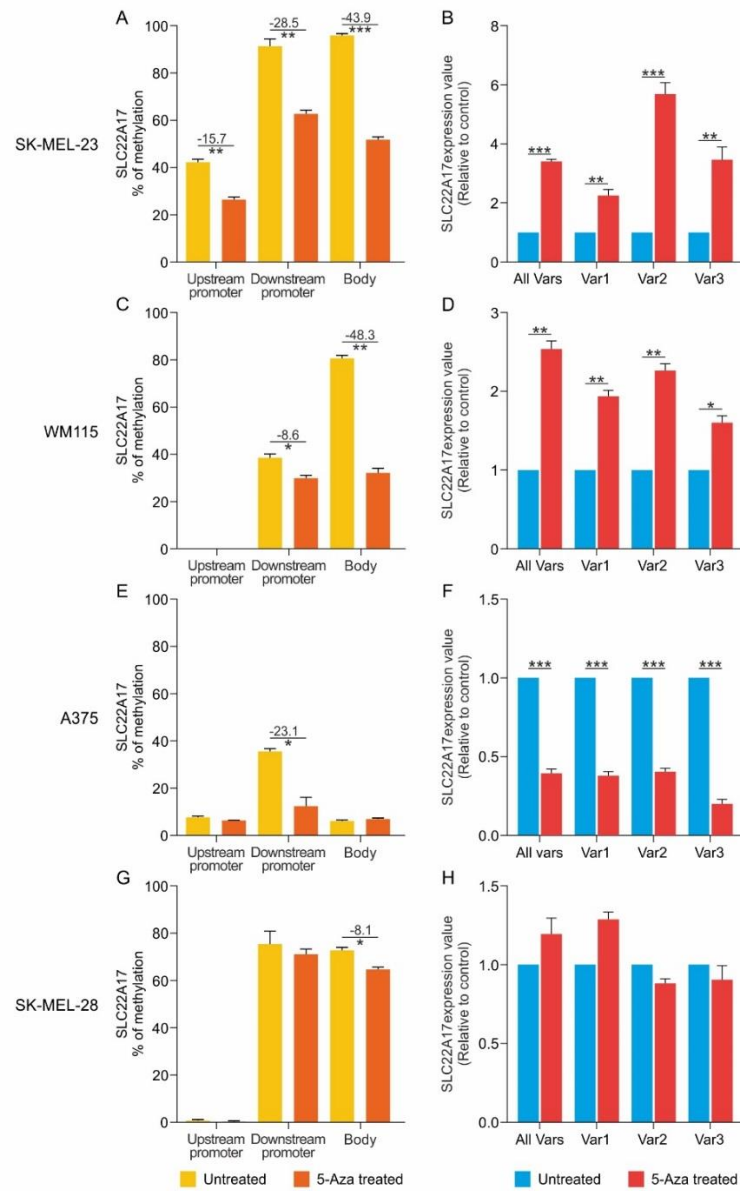 A
B
SK-MEL-23
SLC22A17
% of methylation
100
80
60
40
20
0
-15.7
**
-28.5
**
-43.9
***
Upstream
promoter
Downstream
promoter
Body
SLC22A17expression value
(Relative to control)
8
6
4
2
0
***
**
***
**
All Vars
Var1
Var2
Var3
C
D
WM115
SLC22A17
% of methylation
100
80
60
40
20
0
-8.6
*
-48.3
**
Upstream
promoter
Downstream
promoter
Body
SLC22A17expression value
(Relative to control)
3
2
1
0
**
**
**
*
All Vars
Var1
Var2
Var3
E
F
A375
SLC22A17
% of methylation
100
80
60
40
20
0
-23.1
*
Upstream
promoter
Downstream
promoter
Body
SLC22A17expression value
(Relative to control)
1.5
1.0
0.5
0.0
***
***
***
***
All vars
Var1
Var2
Var3
G
H
SK-MEL-28
SLC22A17
% of methylation
100
80
60
40
20
0
-8.1
*
Upstream
promoter
Downstream
promoter
Body
SLC22A17expression value
(Relative to control)
1.5
1.0
0.5
0.0
All Vars
Var1
Var2
Var3
Untreated
5-Aza treated
Untreated
5-Aza treated